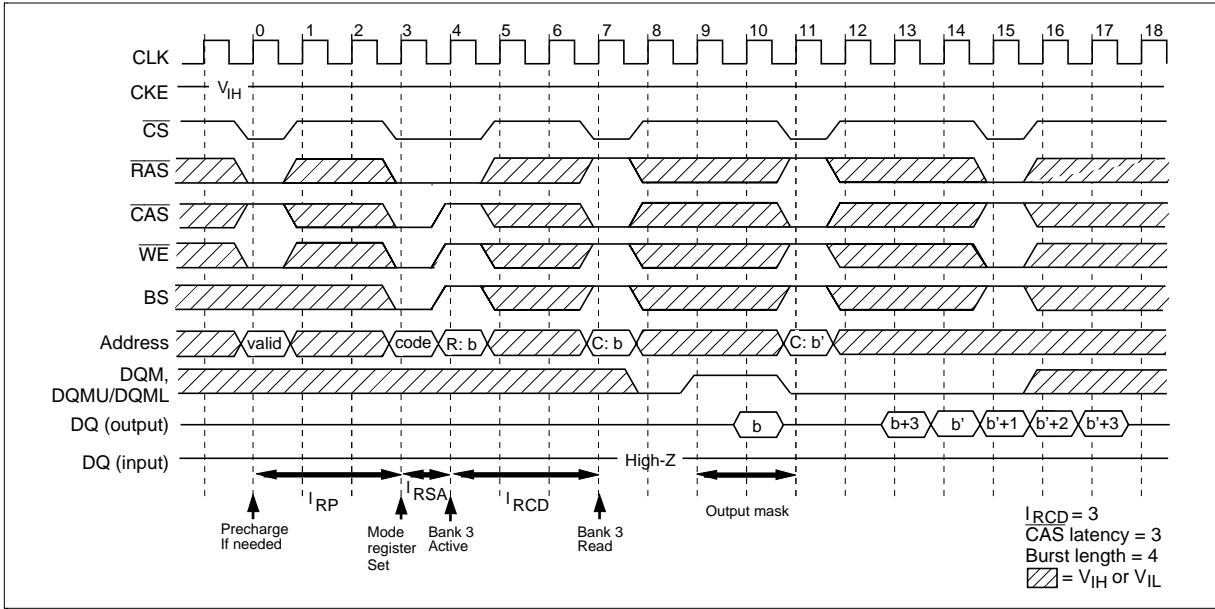 0 1 2 3 4 5 6 7 8 9 10 11 12 13 14 15 16 17 18
CLK
CKE VIH
CS
RAS
CAS
WE
BS
Address valid code R: b C: b C: b'
DQM,
DQMU/DQML
DQ (output) b b+3 b' b'+1 b'+2 b'+3
DQ (input) High-Z
lRP lRSA lRCD Output mask
Precharge
If needed
Mode
register
Set
Bank 3
Active
Bank 3
Read
lRCD = 3
CAS latency = 3
Burst length = 4
= VIH or VIL